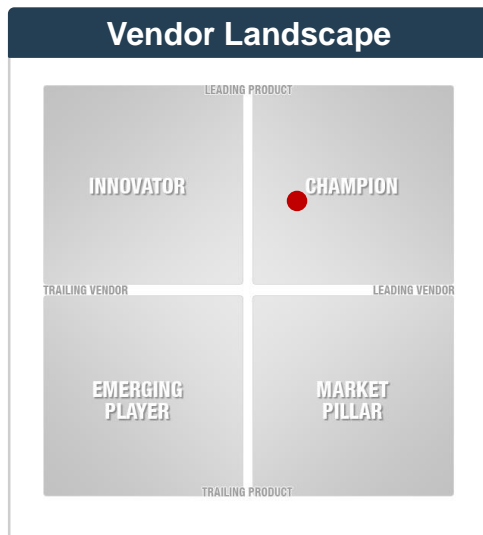 Vendor Landscape
LEADING PRODUCT
INNOVATOR
CHAMPION
TRAILING VENDOR
LEADING VENDOR
EMERGING
PLAYER
MARKET
PILLAR
TRAILING PRODUCT